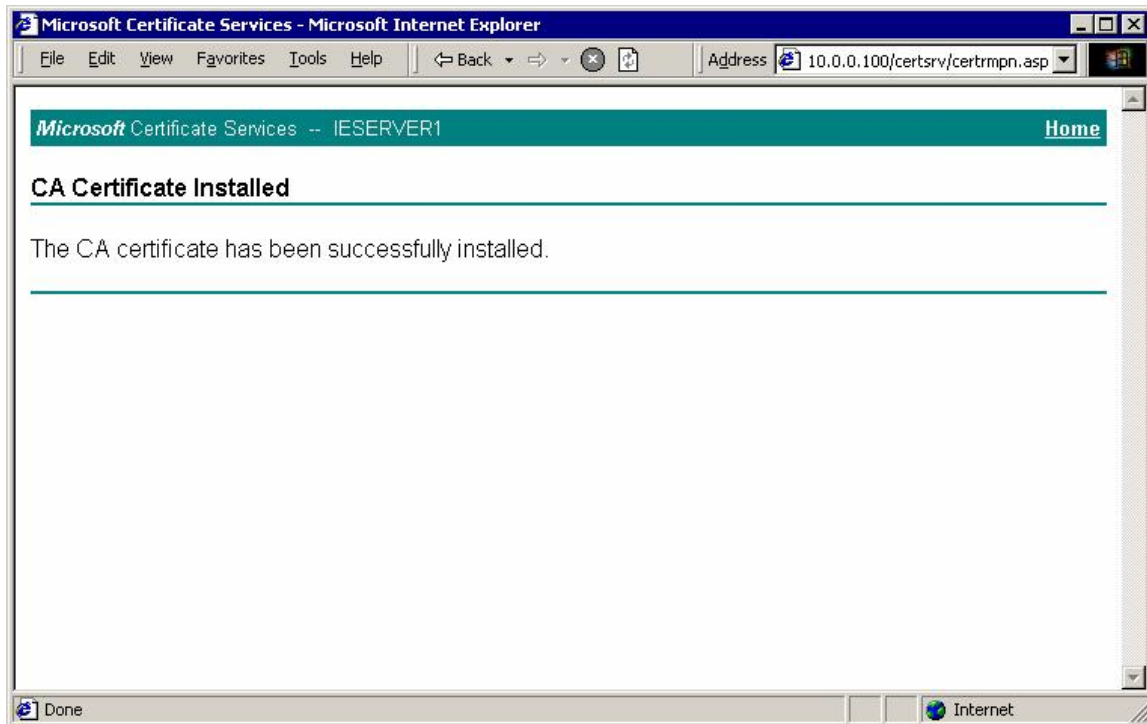 Microsoft Certificate Services - Microsoft Internet Explorer
File Edit View Favorites Tools Help Back Address 10.0.0.100/certsrv/certrmpn.asp
Microsoft Certificate Services -- IESERVER1 Home
CA Certificate Installed
The CA certificate has been successfully installed.
Done Internet